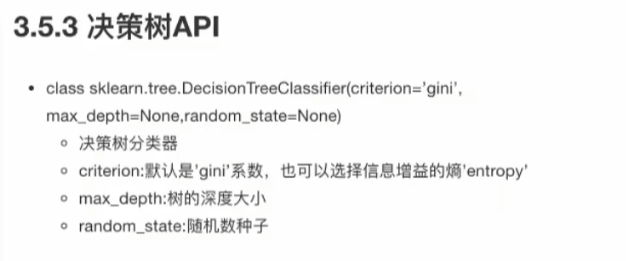 3.5.3 决策树API
• class sklearn.tree.DecisionTreeClassifier(criterion=’gini’,
max_depth=None,random_state=None)
◦ 决策树分类器
◦ criterion:默认是’gini’系数，也可以选择信息增益的熵’entropy’
◦ max_depth:树的深度大小
◦ random_state:随机数种子